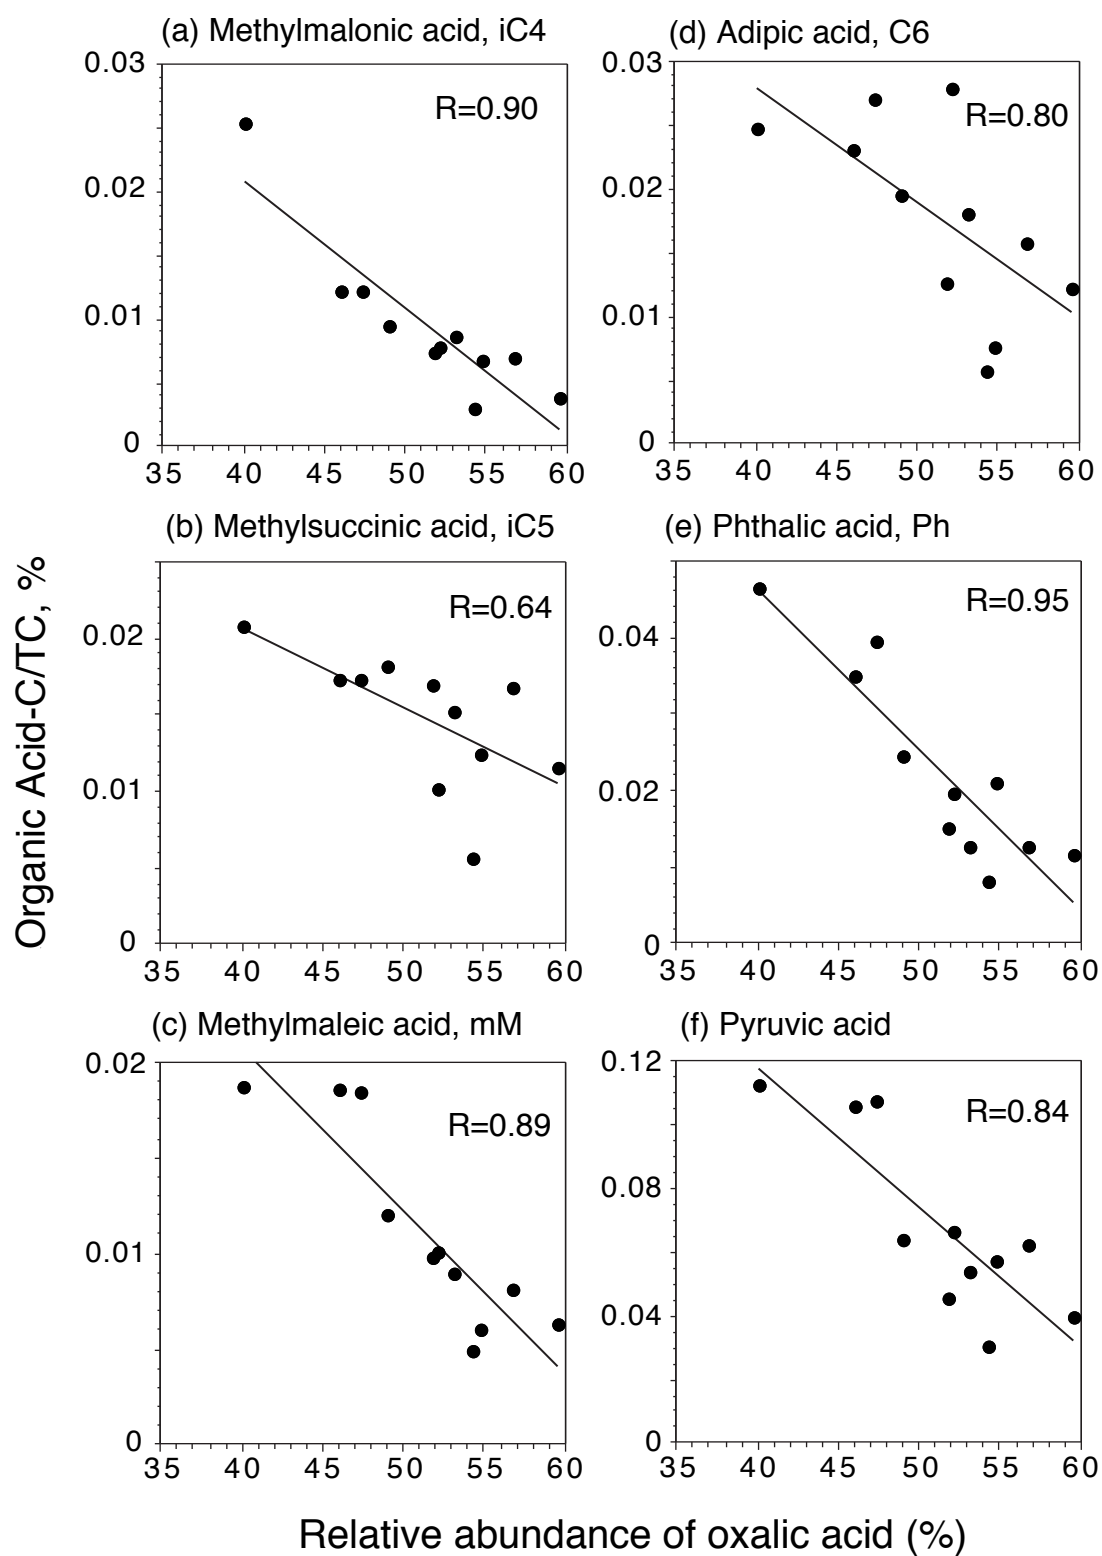 (a) Methylmalonic acid, iC4
0.03
0.02
0.01
0
R=0.90
35 40 45 50 55 60
(d) Adipic acid, C6
0.03
0.02
0.01
0
R=0.80
35 40 45 50 55 60
(b) Methylsuccinic acid, iC5
0.02
0.01
0
R=0.64
35 40 45 50 55 60
(e) Phthalic acid, Ph
0.04
0.02
0
R=0.95
35 40 45 50 55 60
(c) Methylmaleic acid, mM
0.02
0.01
0
R=0.89
35 40 45 50 55 60
(f) Pyruvic acid
0.12
0.08
0.04
0
R=0.84
35 40 45 50 55 60
Organic Acid-C/TC, %
Relative abundance of oxalic acid (%)